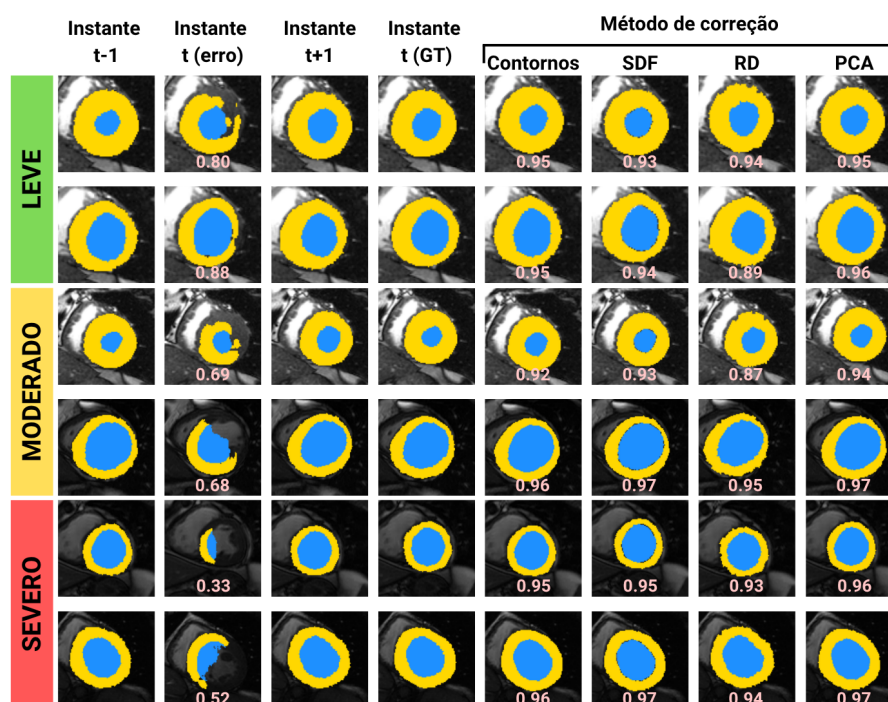 Método de correção
Instante t-1
Instante t (erro)
Instante t+1
Instante t (GT)
Contornos
SDF
RD
PCA
LEVE
0.80
0.95
0.93
0.94
0.95
0.88
0.95
0.94
0.89
0.96
MODERADO
0.69
0.92
0.93
0.87
0.94
0.68
0.96
0.97
0.95
0.97
SEVERO
0.33
0.95
0.95
0.93
0.96
0.52
0.96
0.97
0.94
0.97